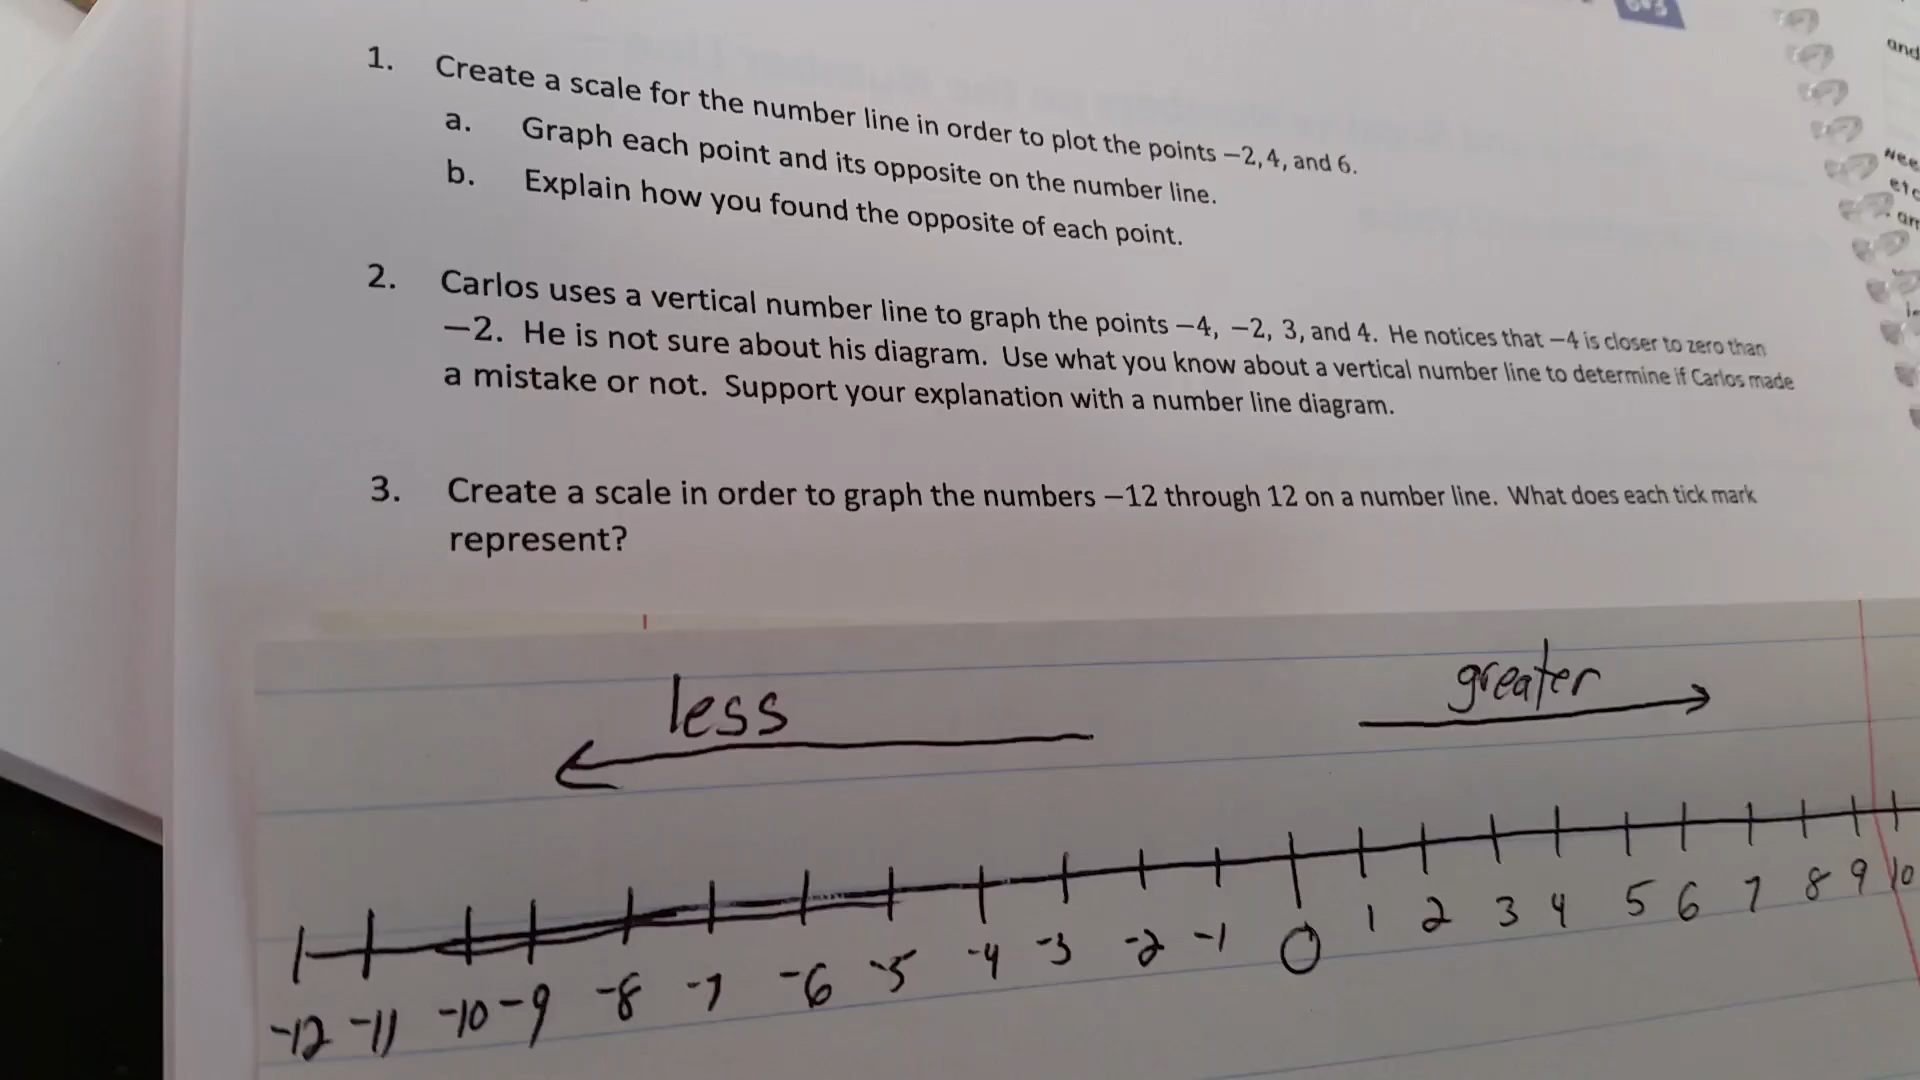 1. Create a scale for the number line in order to plot the points −2, 4, and 6.
a. Graph each point and its opposite on the number line.
b. Explain how you found the opposite of each point.
2. Carlos uses a vertical number line to graph the points −4, −2, 3, and 4. He notices that −4 is closer to zero than
−2. He is not sure about his diagram. Use what you know about a vertical number line to determine if Carlos made
a mistake or not. Support your explanation with a number line diagram.
3. Create a scale in order to graph the numbers −12 through 12 on a number line. What does each tick mark
represent?
less greater
-12 -11 -10 -9 -8 -7 -6 -5 -4 -3 -2 -1 0 1 2 3 4 5 6 7 8 9 10
and